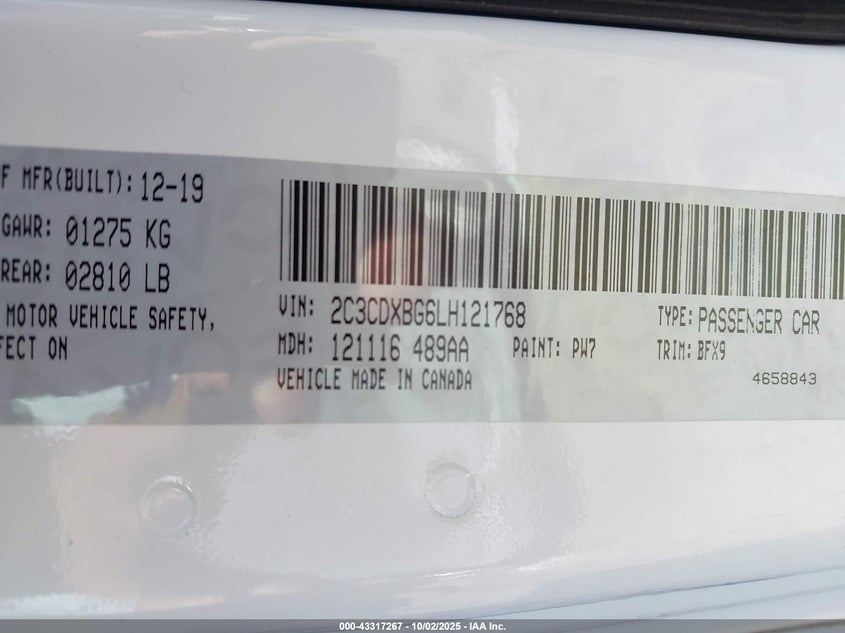 F MFR(BUILT): 12-19
GAWR: 01275 KG
REAR: 02810 LB
MOTOR VEHICLE SAFETY,
FECT ON
VIN: 2C3CDXBG6LH121768
TYPE: PASSENGER CAR
MDH: 121116 489AA
PAINT: PW7
TRIM: BFX9
VEHICLE MADE IN CANADA
4658843
000-43317267 - 10/02/2025 - IAA Inc.